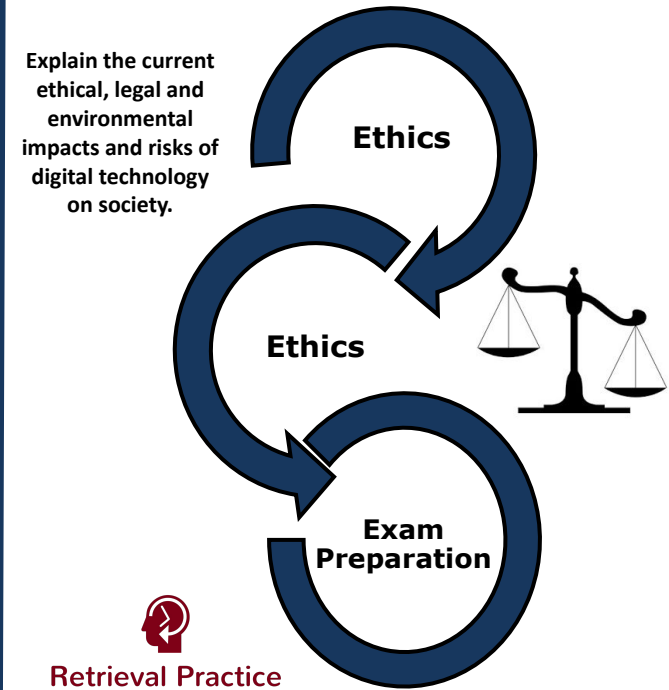 Explain the current
ethical, legal and
environmental
impacts and risks of
digital technology
on society.
Ethics
Ethics
Exam
Preparation
Retrieval Practice